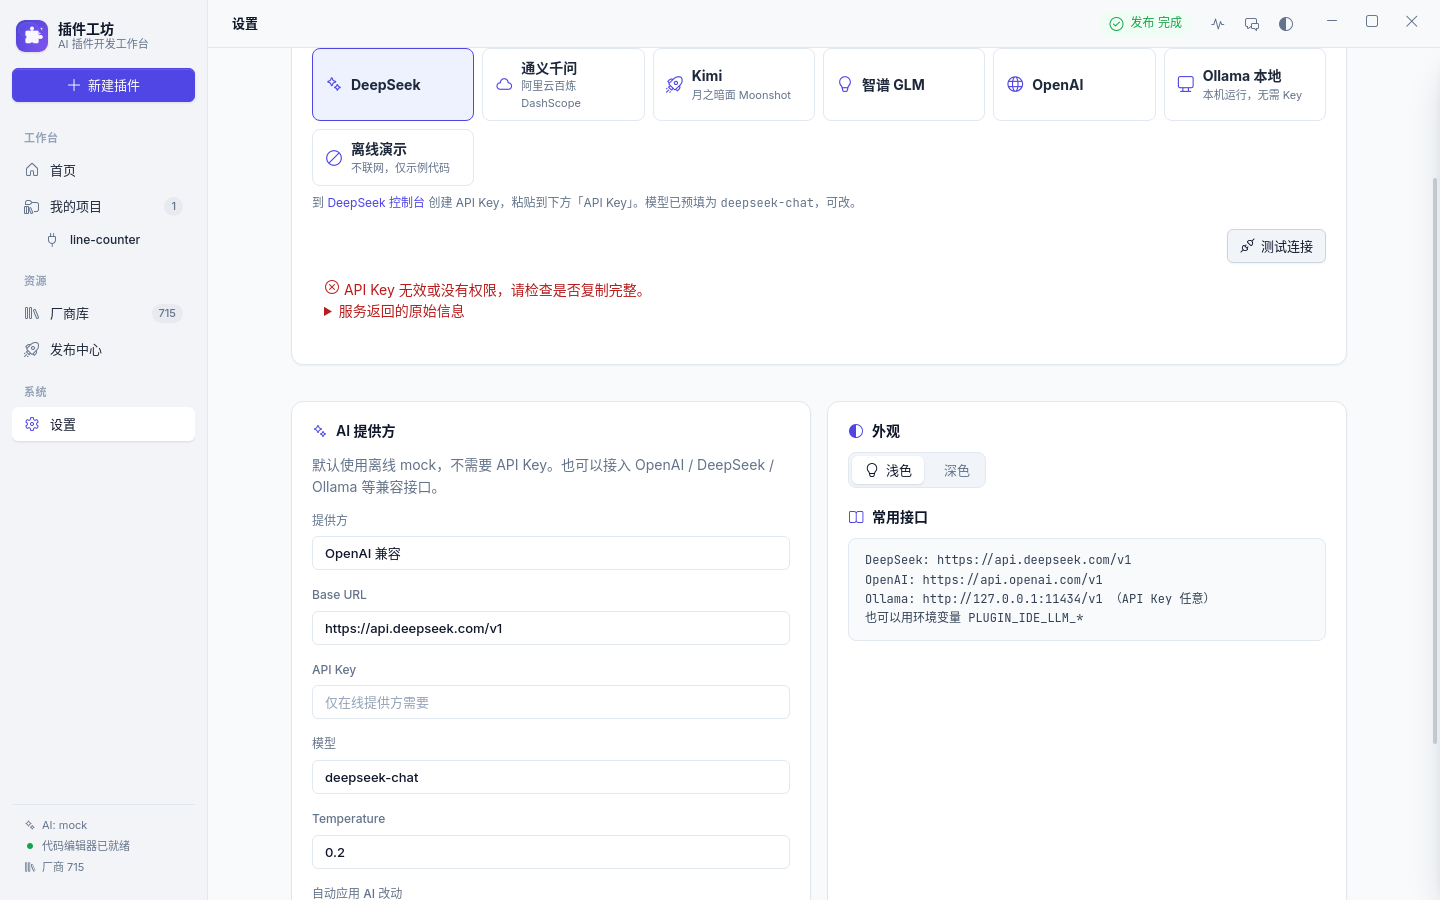 插件工坊
AI 插件开发工作台
新建插件
工作台
首页
我的项目 1
line-counter
资源
厂商库 715
发布中心
系统
设置
AI: mock
代码编辑器已就绪
厂商 715
设置
发布 完成
DeepSeek
通义千问
阿里云百炼
DashScope
Kimi
月之暗面 Moonshot
智谱 GLM
OpenAI
Ollama 本地
本机运行，无需 Key
离线演示
不联网，仅示例代码
到 DeepSeek 控制台 创建 API Key，粘贴到下方「API Key」。模型已预填为 deepseek-chat，可改。
测试连接
API Key 无效或没有权限，请检查是否复制完整。
服务返回的原始信息
AI 提供方
默认使用离线 mock，不需要 API Key。也可以接入 OpenAI / DeepSeek /
Ollama 等兼容接口。
提供方
OpenAI 兼容
Base URL
https://api.deepseek.com/v1
API Key
仅在线提供方需要
模型
deepseek-chat
Temperature
0.2
自动应用 AI 改动
外观
浅色 深色
常用接口
DeepSeek: https://api.deepseek.com/v1
OpenAI: https://api.openai.com/v1
Ollama: http://127.0.0.1:11434/v1 （API Key 任意）
也可以用环境变量 PLUGIN_IDE_LLM_*